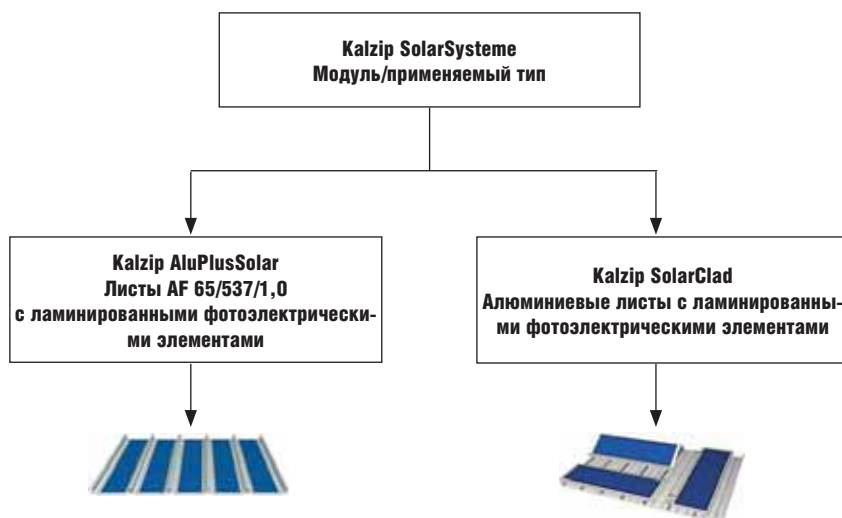 Kalzip SolarSysteme
Модуль/применяемый тип
Kalzip AluPlusSolar
Листы AF 65/537/1,0
с ламинированными фотоэлектрически-
ми элементами
Kalzip SolarClad
Алюминиевые листы с ламинированны-
ми фотоэлектрическими элементами